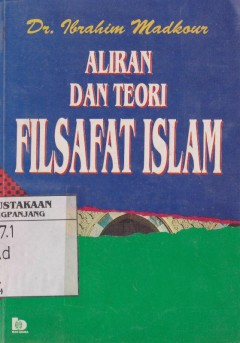 Dr. Ibrahim Madkour
ALIRAN
DAN TEORI
FILSAFAT ISLAM
USTAKAAN
GPANJANG
7.1
d